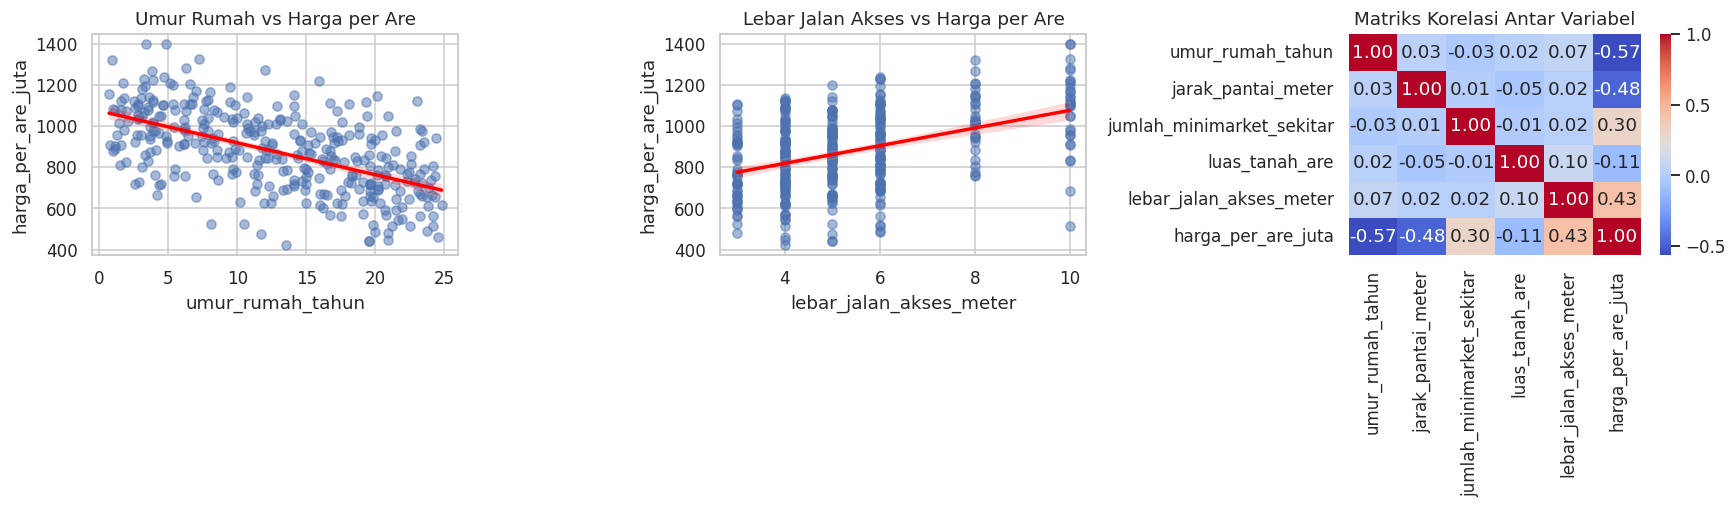 Umur Rumah vs Harga per Are
harga_per_are_juta
1400
1200
1000
800
600
400
0
5
10
15
20
25
umur_rumah_tahun
Lebar Jalan Akses vs Harga per Are
harga_per_are_juta
1400
1200
1000
800
600
400
4
6
8
10
lebar_jalan_akses_meter
Matriks Korelasi Antar Variabel
umur_rumah_tahun 1.00 0.03 -0.03 0.02 0.07 -0.57
jarak_pantai_meter 0.03 1.00 0.01 -0.05 0.02 -0.48
jumlah_minimarket_sekitar -0.03 0.01 1.00 -0.01 0.02 0.30
luas_tanah_are 0.02 -0.05 -0.01 1.00 0.10 -0.11
lebar_jalan_akses_meter 0.07 0.02 0.02 0.10 1.00 0.43
harga_per_are_juta -0.57 -0.48 0.30 -0.11 0.43 1.00
umur_rumah_tahun
jarak_pantai_meter
jumlah_minimarket_sekitar
luas_tanah_are
lebar_jalan_akses_meter
harga_per_are_juta
1.0
0.5
0.0
−0.5